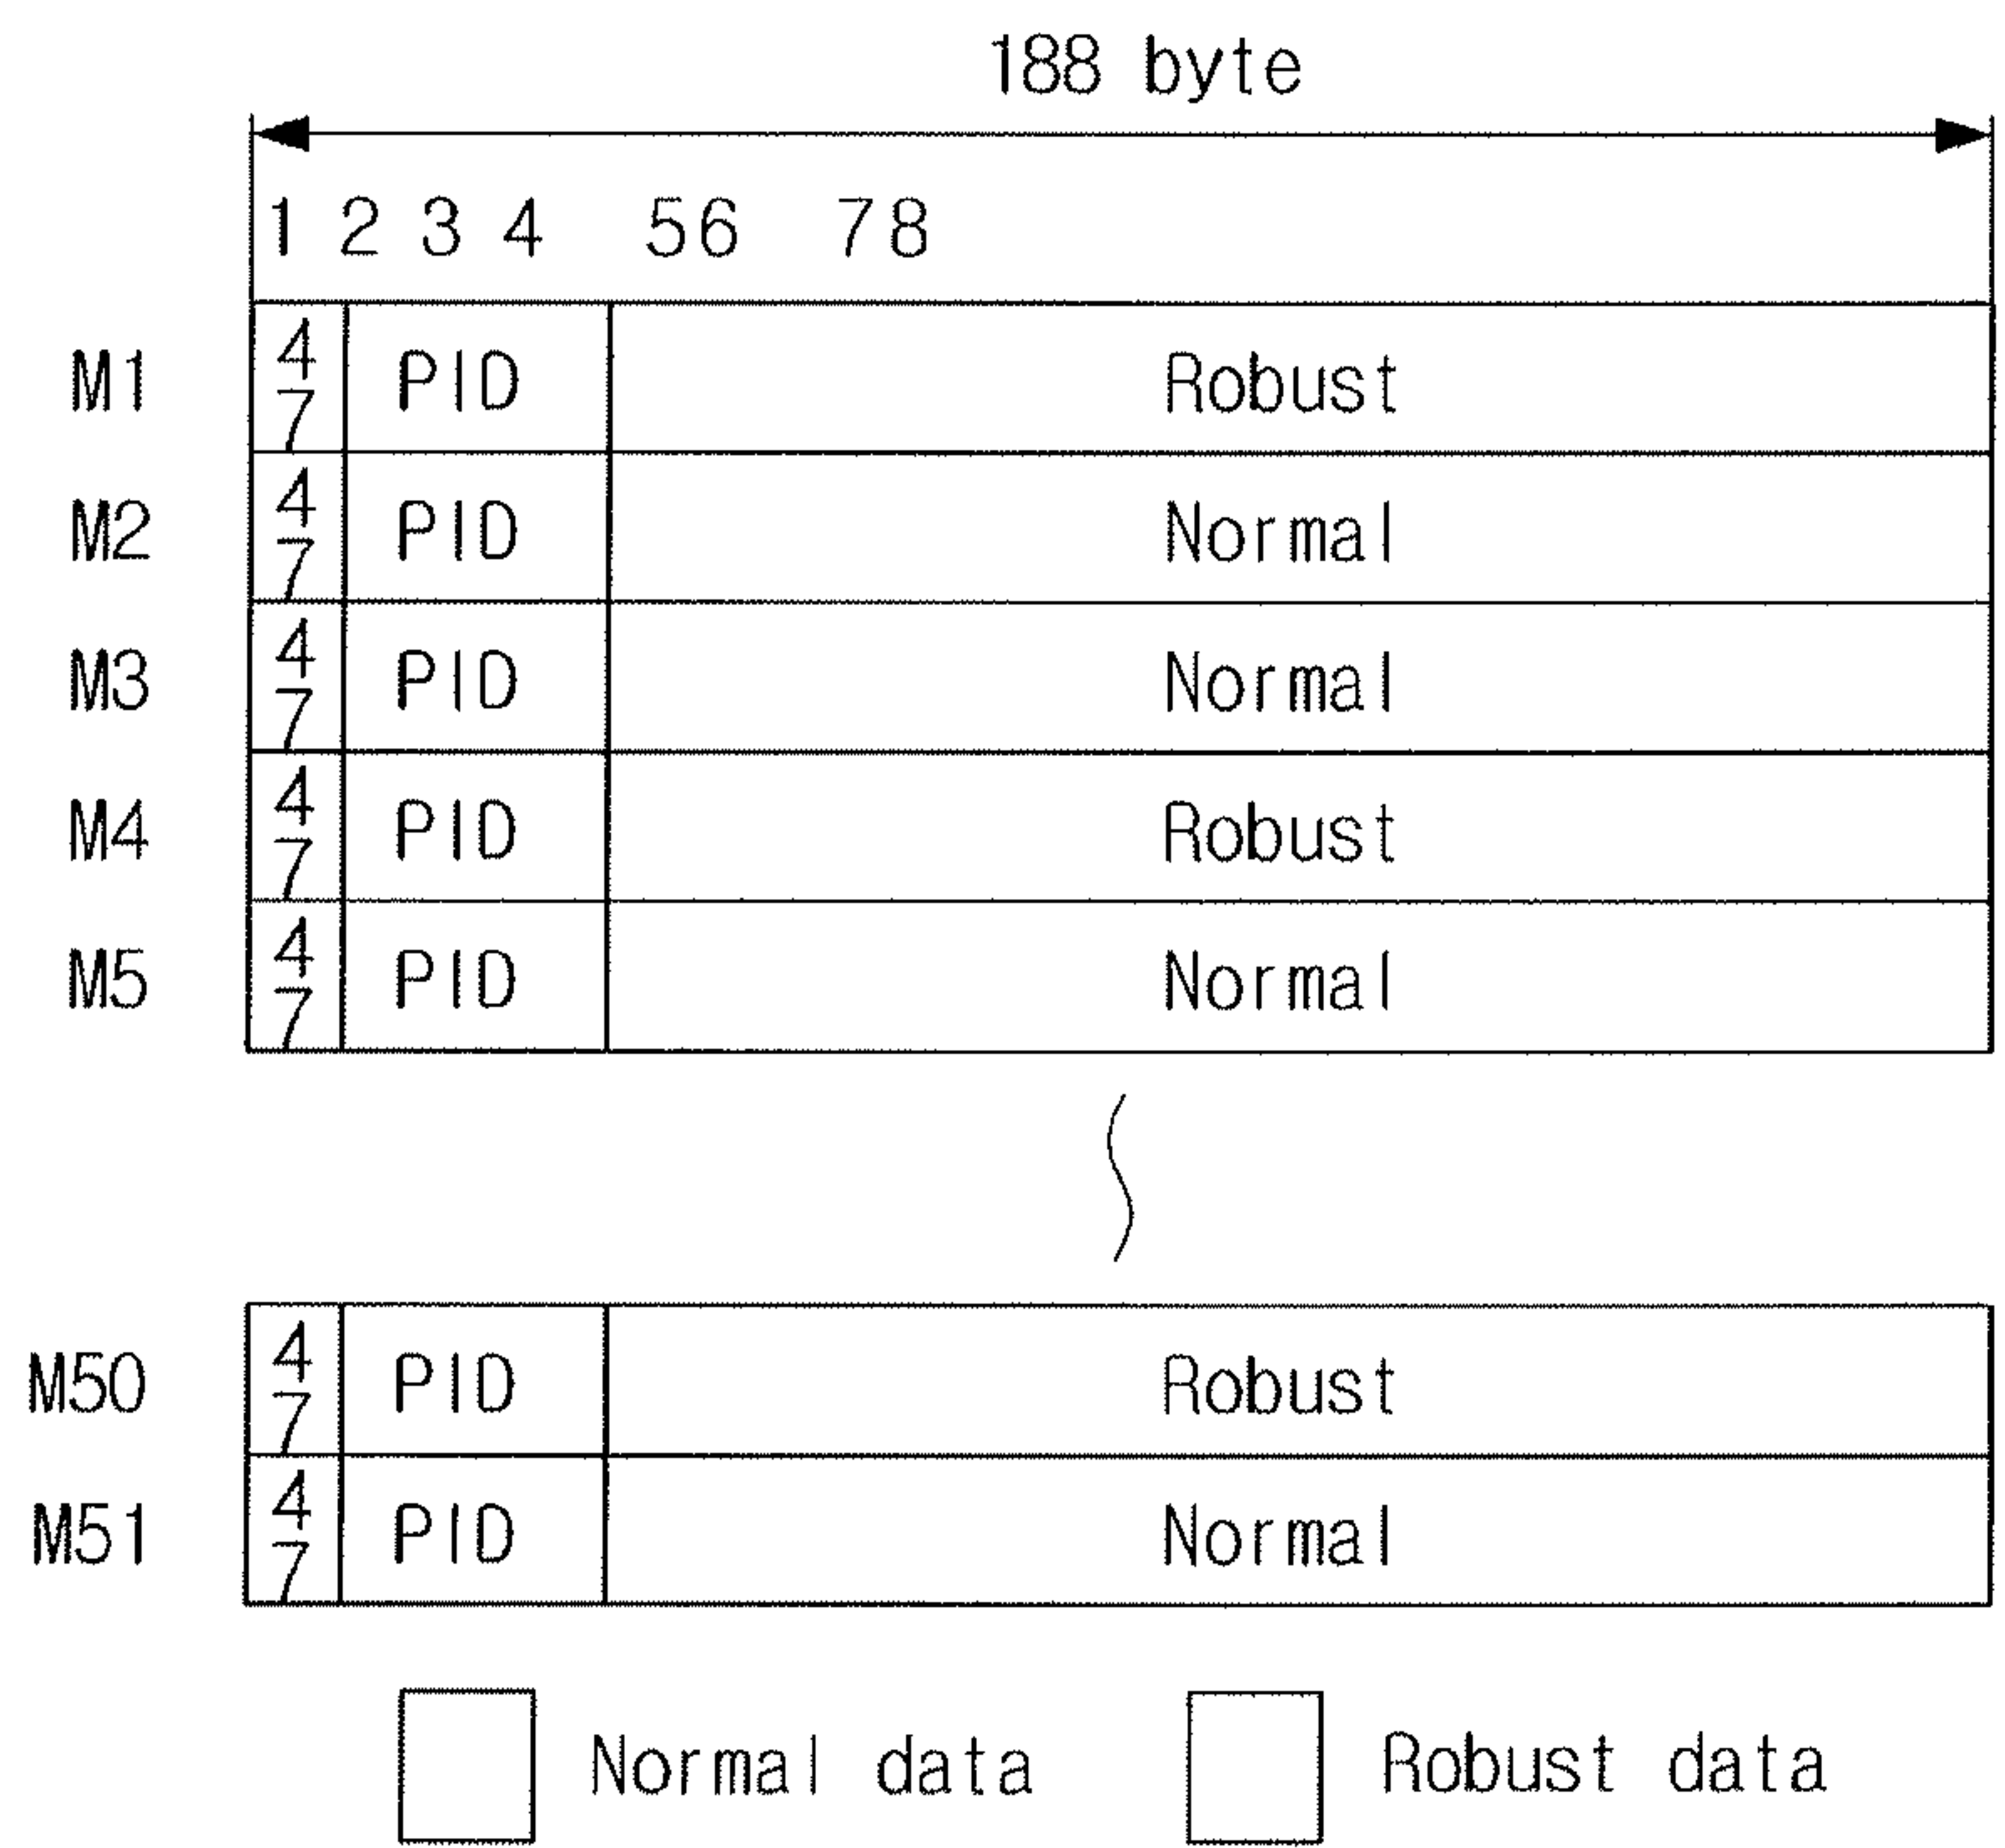 188 byte
1 2 3 4 56 78
M1 47 PID Robust
M2 47 PID Normal
M3 47 PID Normal
M4 47 PID Robust
M5 47 PID Normal
M50 47 PID Robust
M51 47 PID Normal
Normal data Robust data